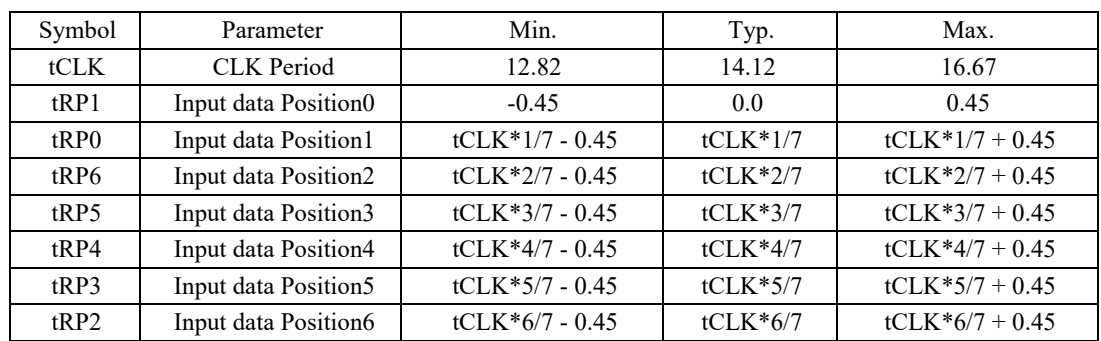 Symbol Parameter Min. Typ. Max.
tCLK CLK Period 12.82 14.12 16.67
tRP1 Input data Position0 -0.45 0.0 0.45
tRP0 Input data Position1 tCLK*1/7 - 0.45 tCLK*1/7 tCLK*1/7 + 0.45
tRP6 Input data Position2 tCLK*2/7 - 0.45 tCLK*2/7 tCLK*2/7 + 0.45
tRP5 Input data Position3 tCLK*3/7 - 0.45 tCLK*3/7 tCLK*3/7 + 0.45
tRP4 Input data Position4 tCLK*4/7 - 0.45 tCLK*4/7 tCLK*4/7 + 0.45
tRP3 Input data Position5 tCLK*5/7 - 0.45 tCLK*5/7 tCLK*5/7 + 0.45
tRP2 Input data Position6 tCLK*6/7 - 0.45 tCLK*6/7 tCLK*6/7 + 0.45